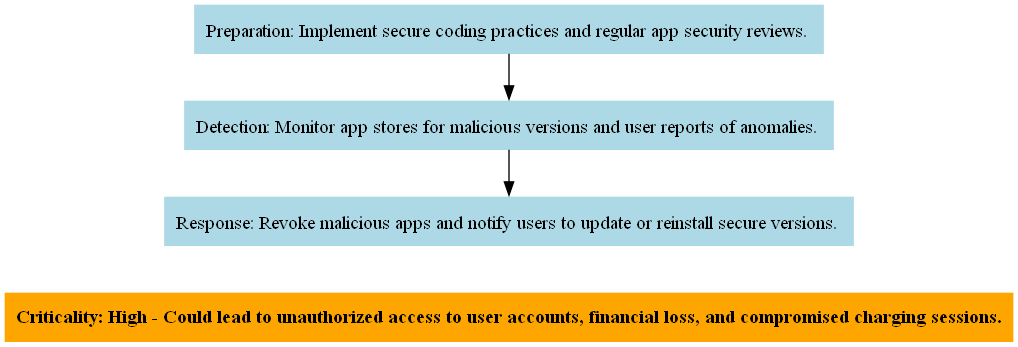 Preparation: Implement secure coding practices and regular app security reviews.
Detection: Monitor app stores for malicious versions and user reports of anomalies.
Response: Revoke malicious apps and notify users to update or reinstall secure versions.
Criticality: High - Could lead to unauthorized access to user accounts, financial loss, and compromised charging sessions.